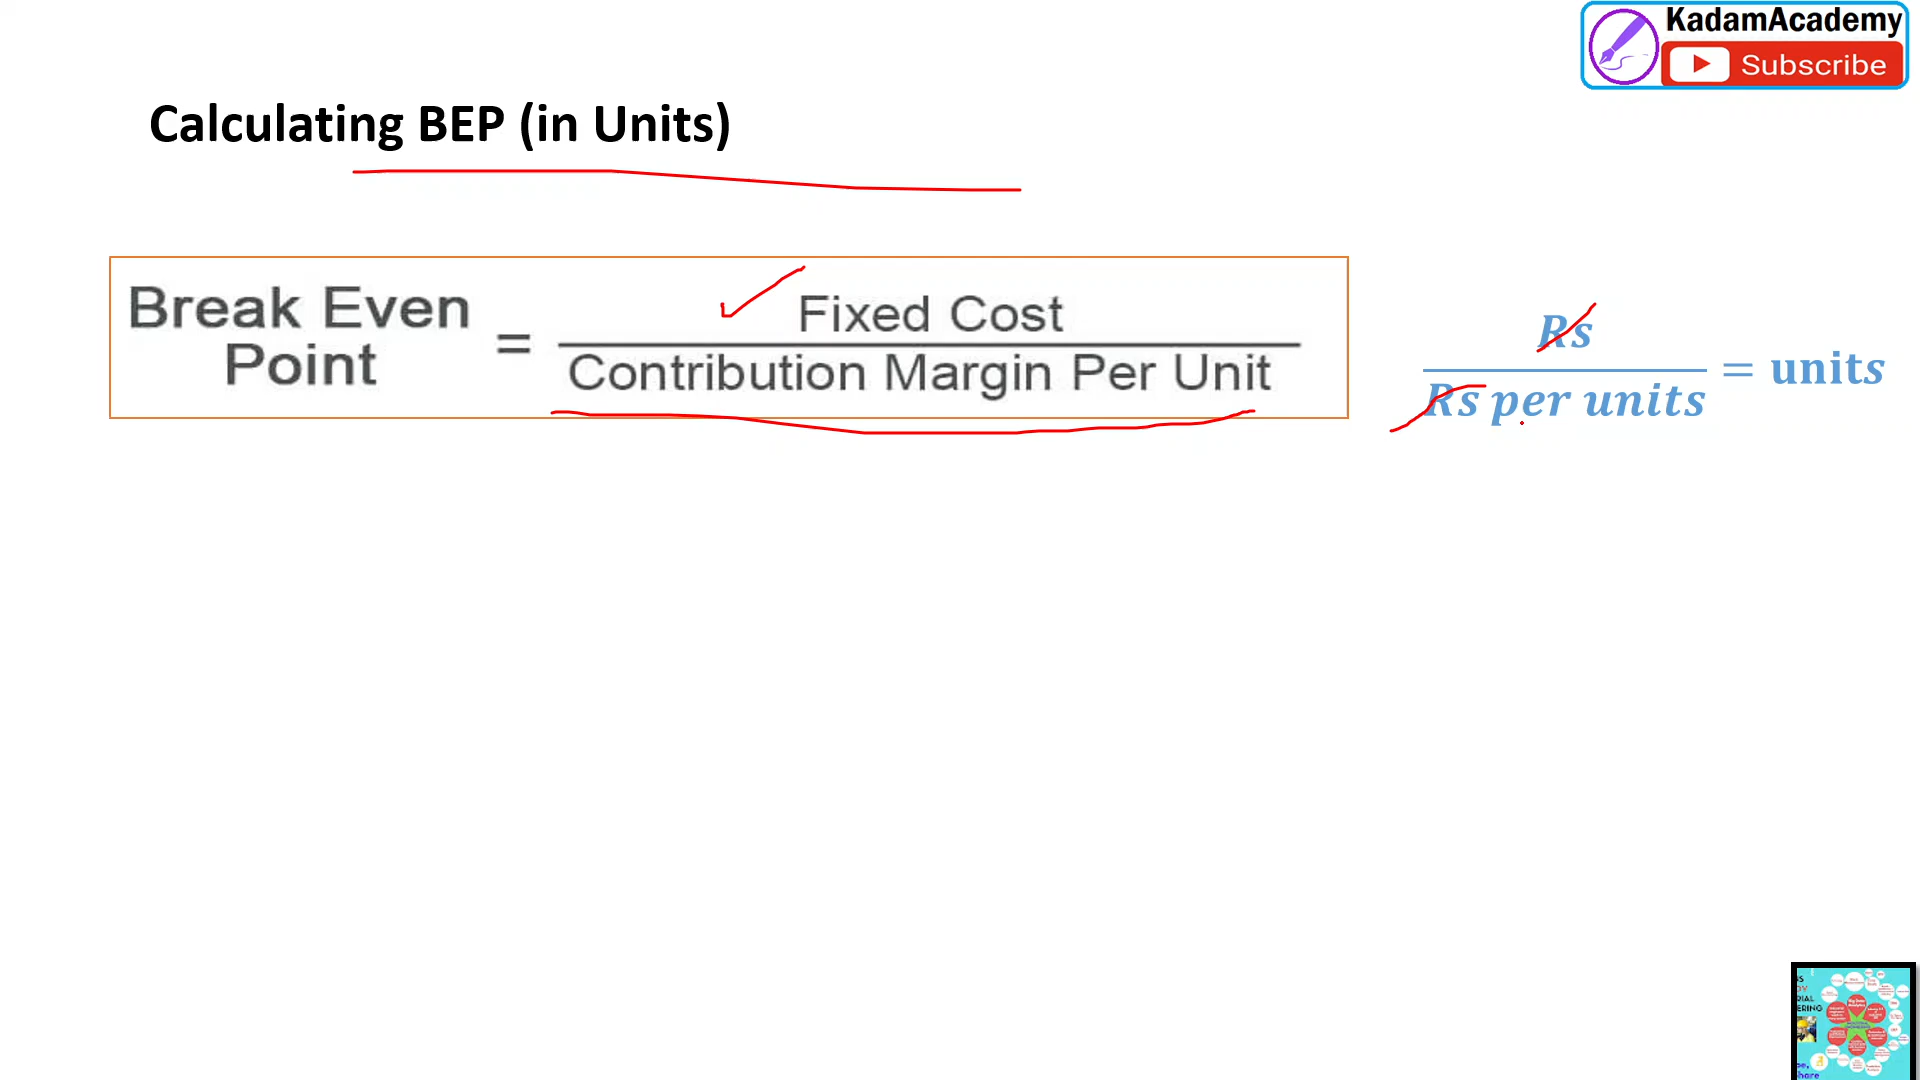 KadamAcademy
Subscribe
Calculating BEP (in Units)
Break Even Point = Fixed Cost / Contribution Margin Per Unit
Rs / Rs per units = units